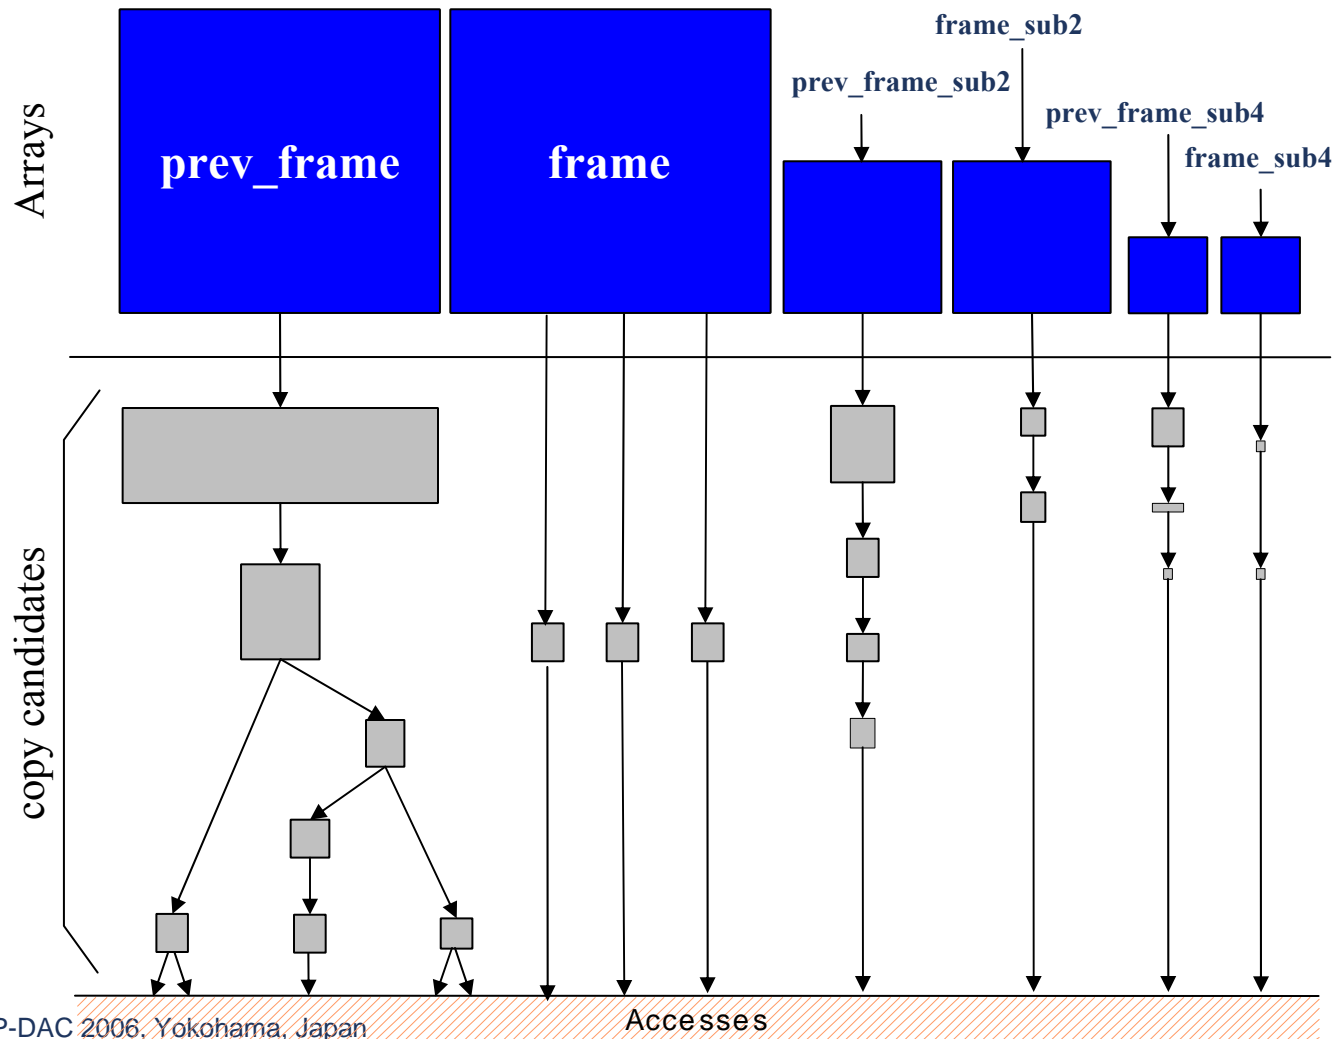 frame_sub2
prev_frame_sub2
prev_frame_sub4
frame_sub4
Arrays
prev_frame
frame
copy candidates
Accesses
P-DAC 2006, Yokohama, Japan